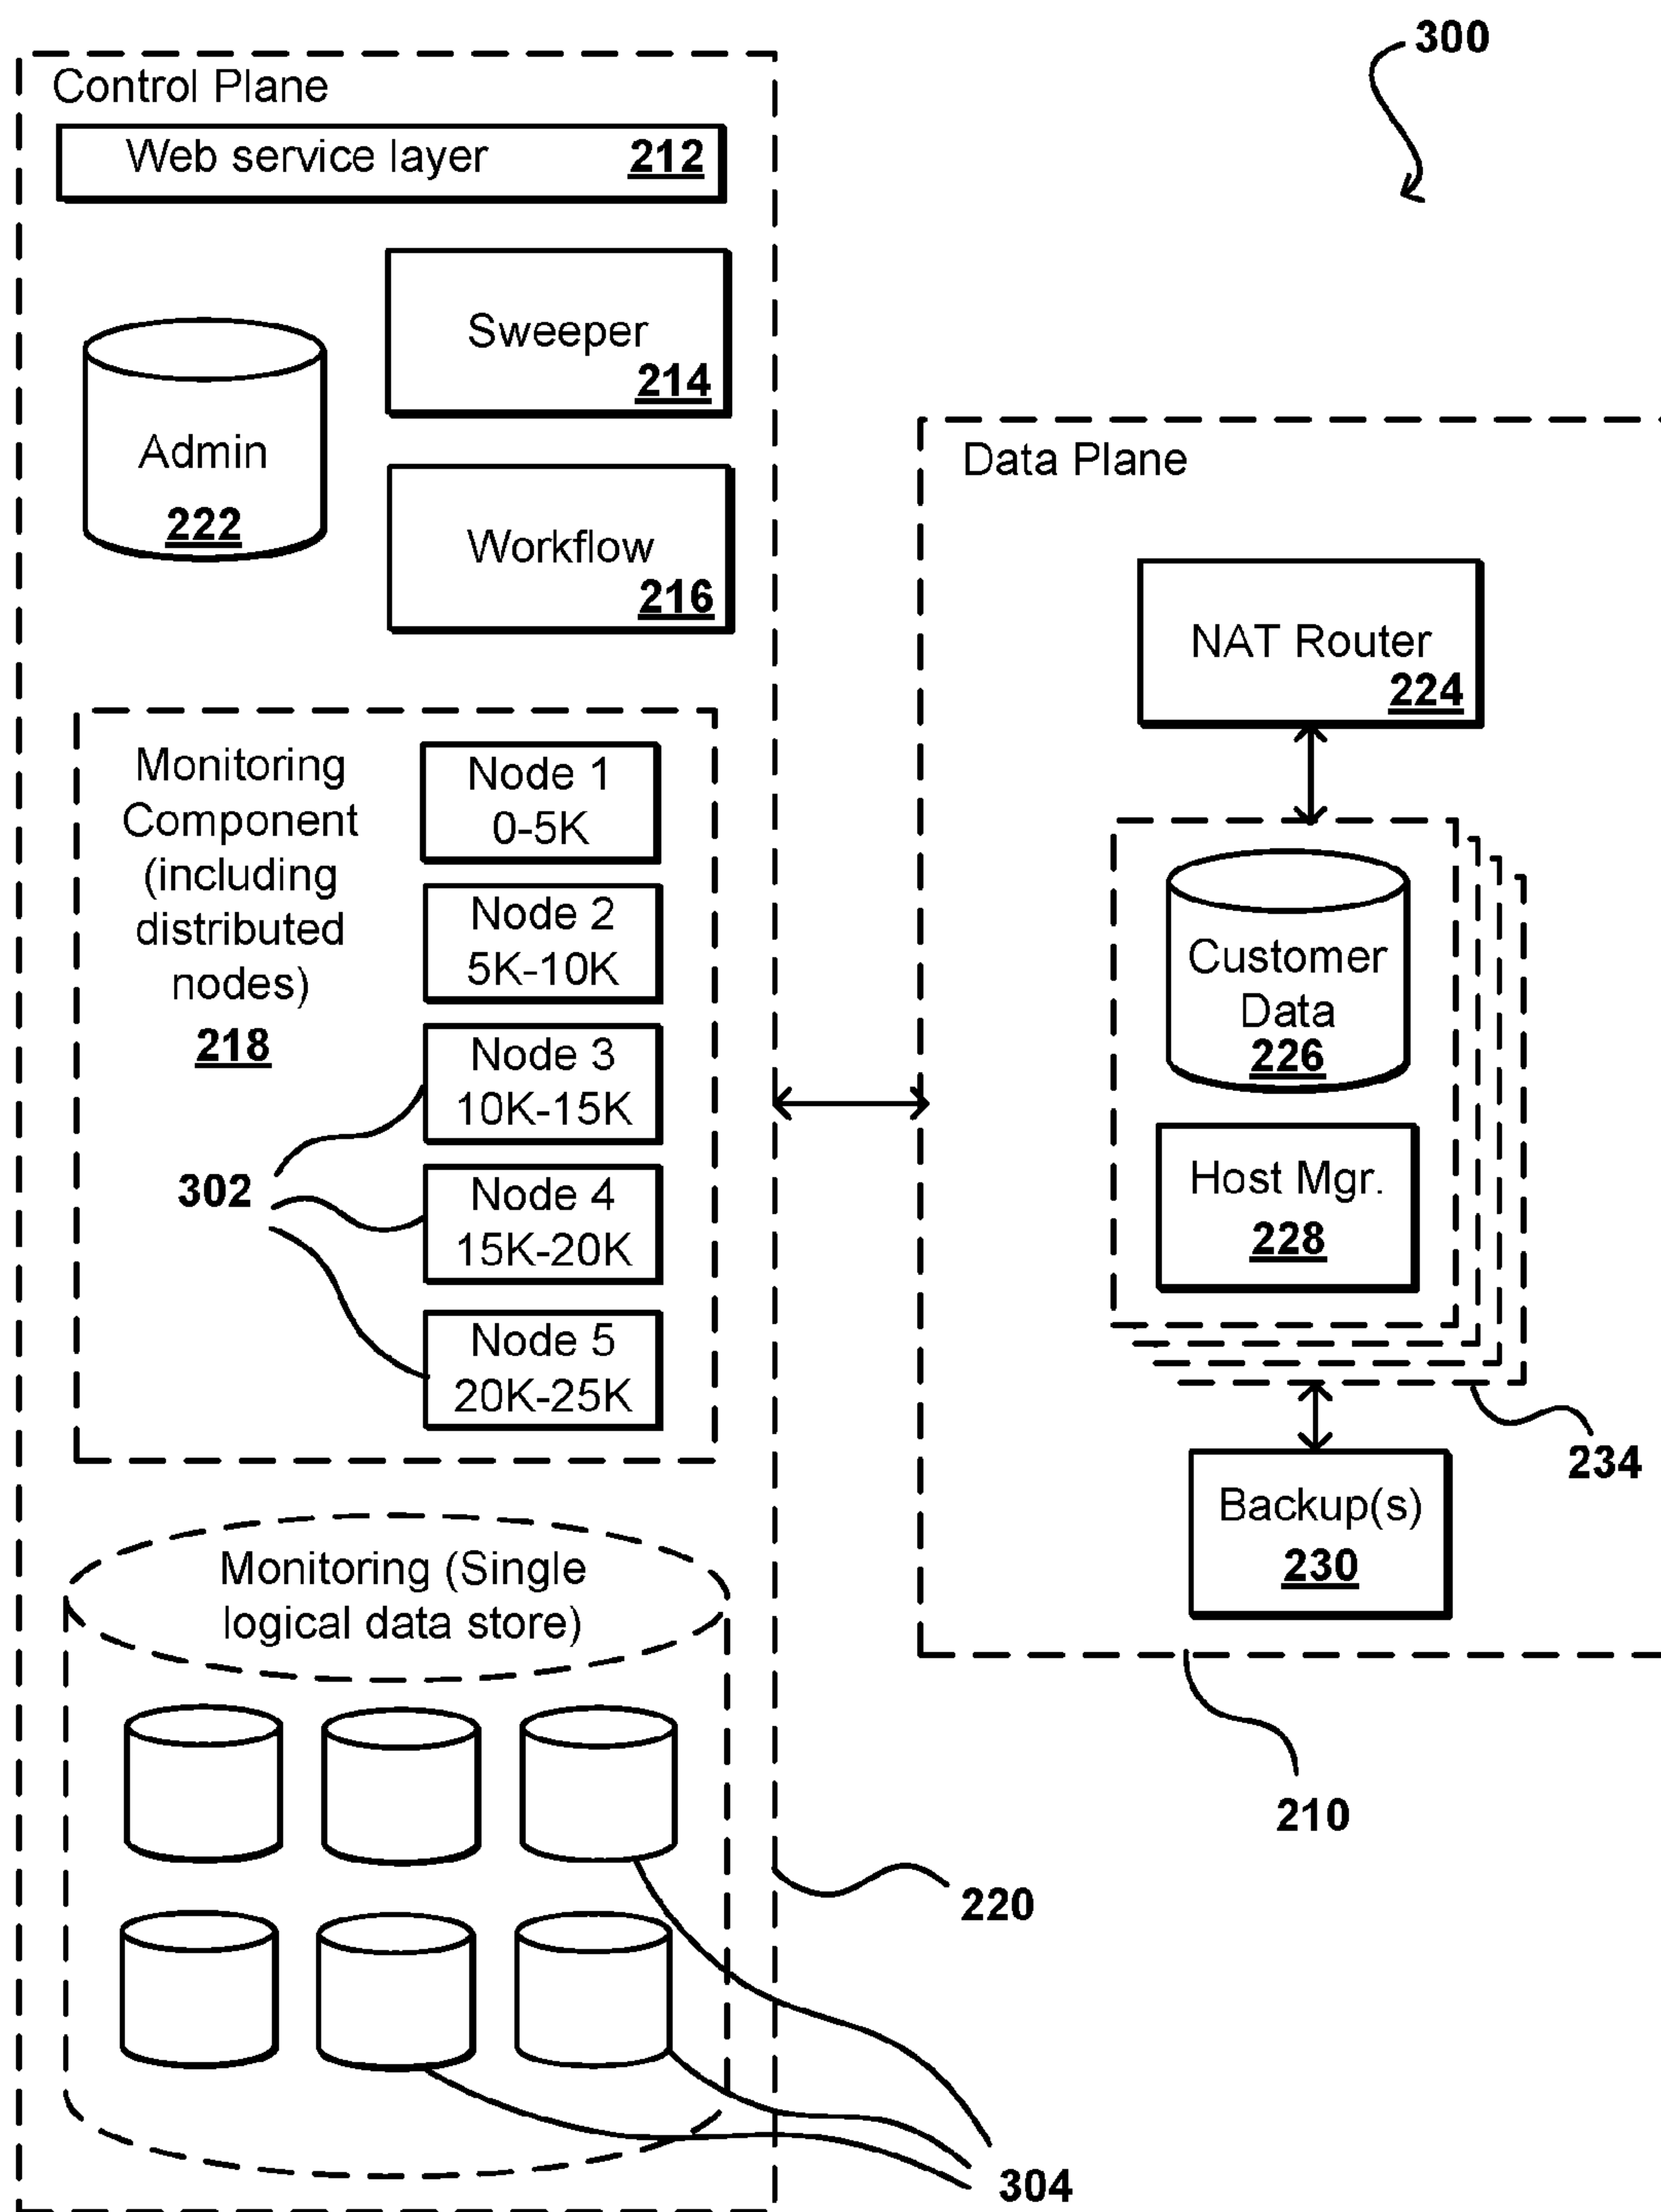 300
Control Plane
Web service layer 212
Sweeper
214
Admin
222
Workflow
216
Monitoring
Component
(including
distributed
nodes)
218
Node 1
0-5K
Node 2
5K-10K
Node 3
10K-15K
Node 4
15K-20K
Node 5
20K-25K
302
Monitoring (Single
logical data store)
304
220
Data Plane
NAT Router
224
Customer
Data
226
Host Mgr.
228
234
Backup(s)
230
210